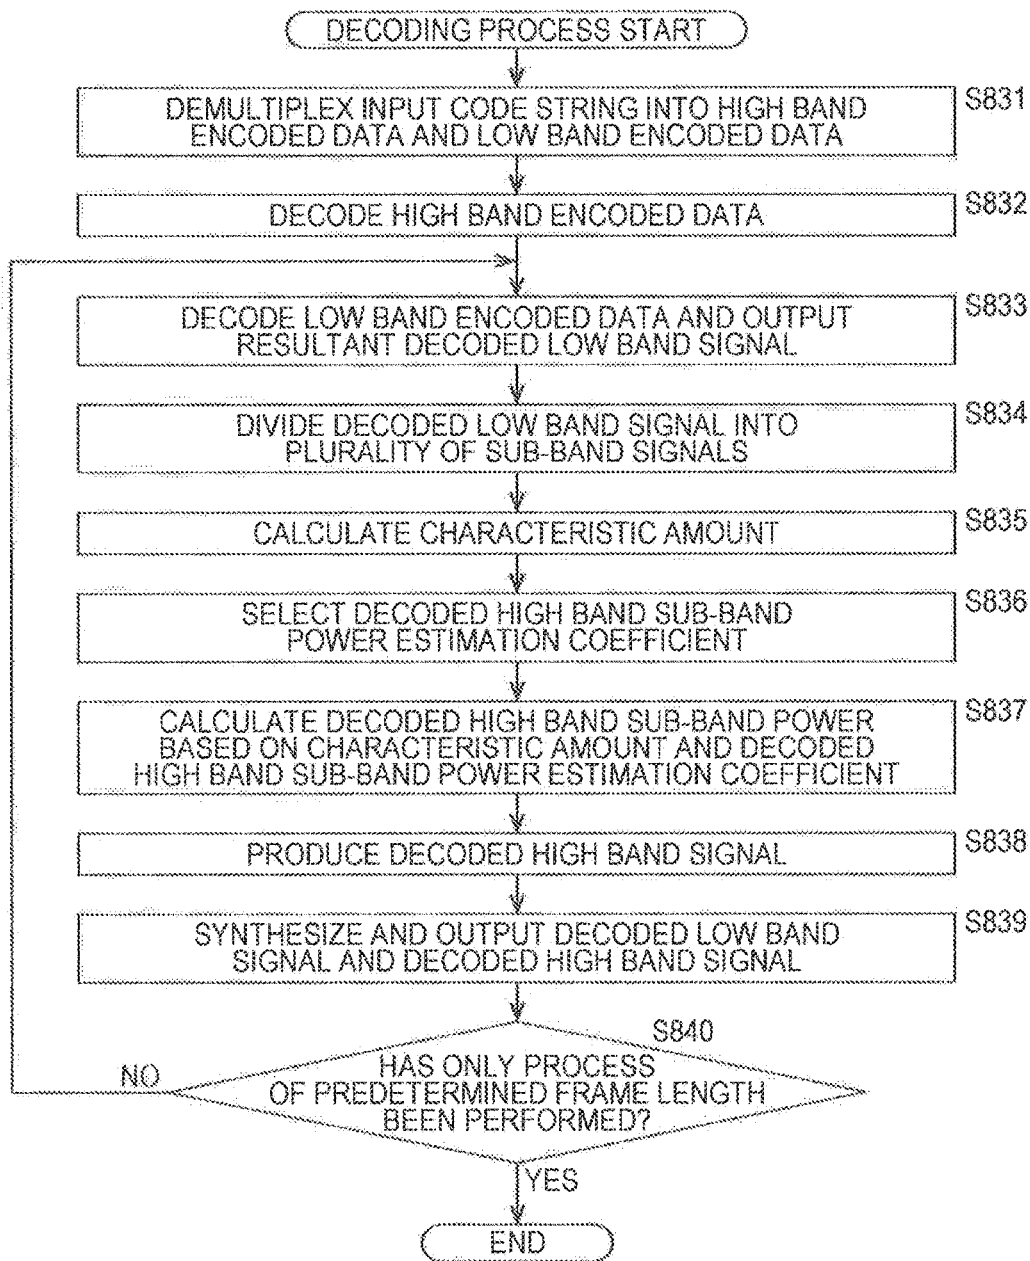 DECODING PROCESS START
S831
DEMULTIPLEX INPUT CODE STRING INTO HIGH BAND
ENCODED DATA AND LOW BAND ENCODED DATA
S832
DECODE HIGH BAND ENCODED DATA
S833
DECODE LOW BAND ENCODED DATA AND OUTPUT
RESULTANT DECODED LOW BAND SIGNAL
S834
DIVIDE DECODED LOW BAND SIGNAL INTO
PLURALITY OF SUB-BAND SIGNALS
S835
CALCULATE CHARACTERISTIC AMOUNT
S836
SELECT DECODED HIGH BAND SUB-BAND
POWER ESTIMATION COEFFICIENT
S837
CALCULATE DECODED HIGH BAND SUB-BAND POWER
BASED ON CHARACTERISTIC AMOUNT AND DECODED
HIGH BAND SUB-BAND POWER ESTIMATION COEFFICIENT
S838
PRODUCE DECODED HIGH BAND SIGNAL
S839
SYNTHESIZE AND OUTPUT DECODED LOW BAND
SIGNAL AND DECODED HIGH BAND SIGNAL
S840
HAS ONLY PROCESS
OF PREDETERMINED FRAME LENGTH
BEEN PERFORMED?
NO
YES
END